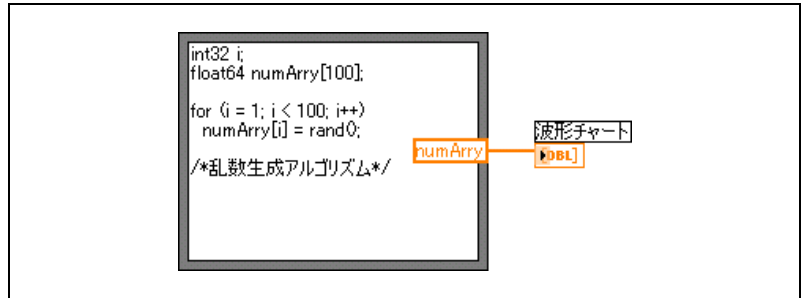 int32 i;
float64 numArry[100];
for (i = 1; i < 100; i++)
numArry[i] = rand();
/*乱数生成アルゴリズム*/
numArry
波形チャート
DBL]